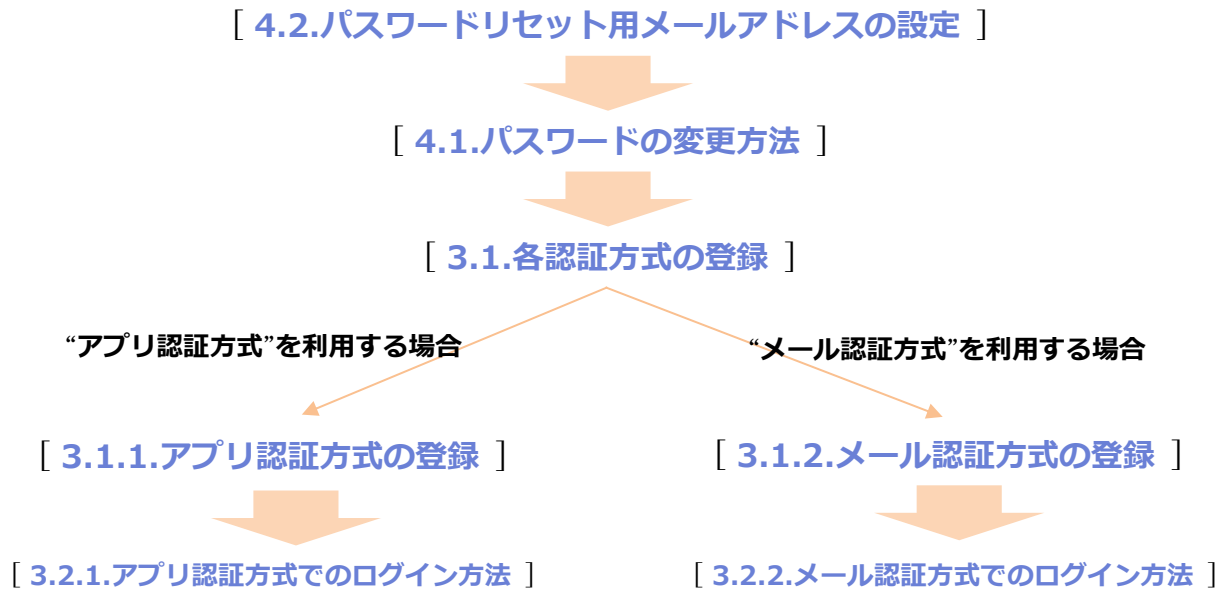 [ 4.2.パスワードリセット用メールアドレスの設定 ]
[ 4.1.パスワードの変更方法 ]
[ 3.1.各認証方式の登録 ]
“アプリ認証方式”を利用する場合
“メール認証方式”を利用する場合
[ 3.1.1.アプリ認証方式の登録 ]
[ 3.1.2.メール認証方式の登録 ]
[ 3.2.1.アプリ認証方式でのログイン方法 ]
[ 3.2.2.メール認証方式でのログイン方法 ]